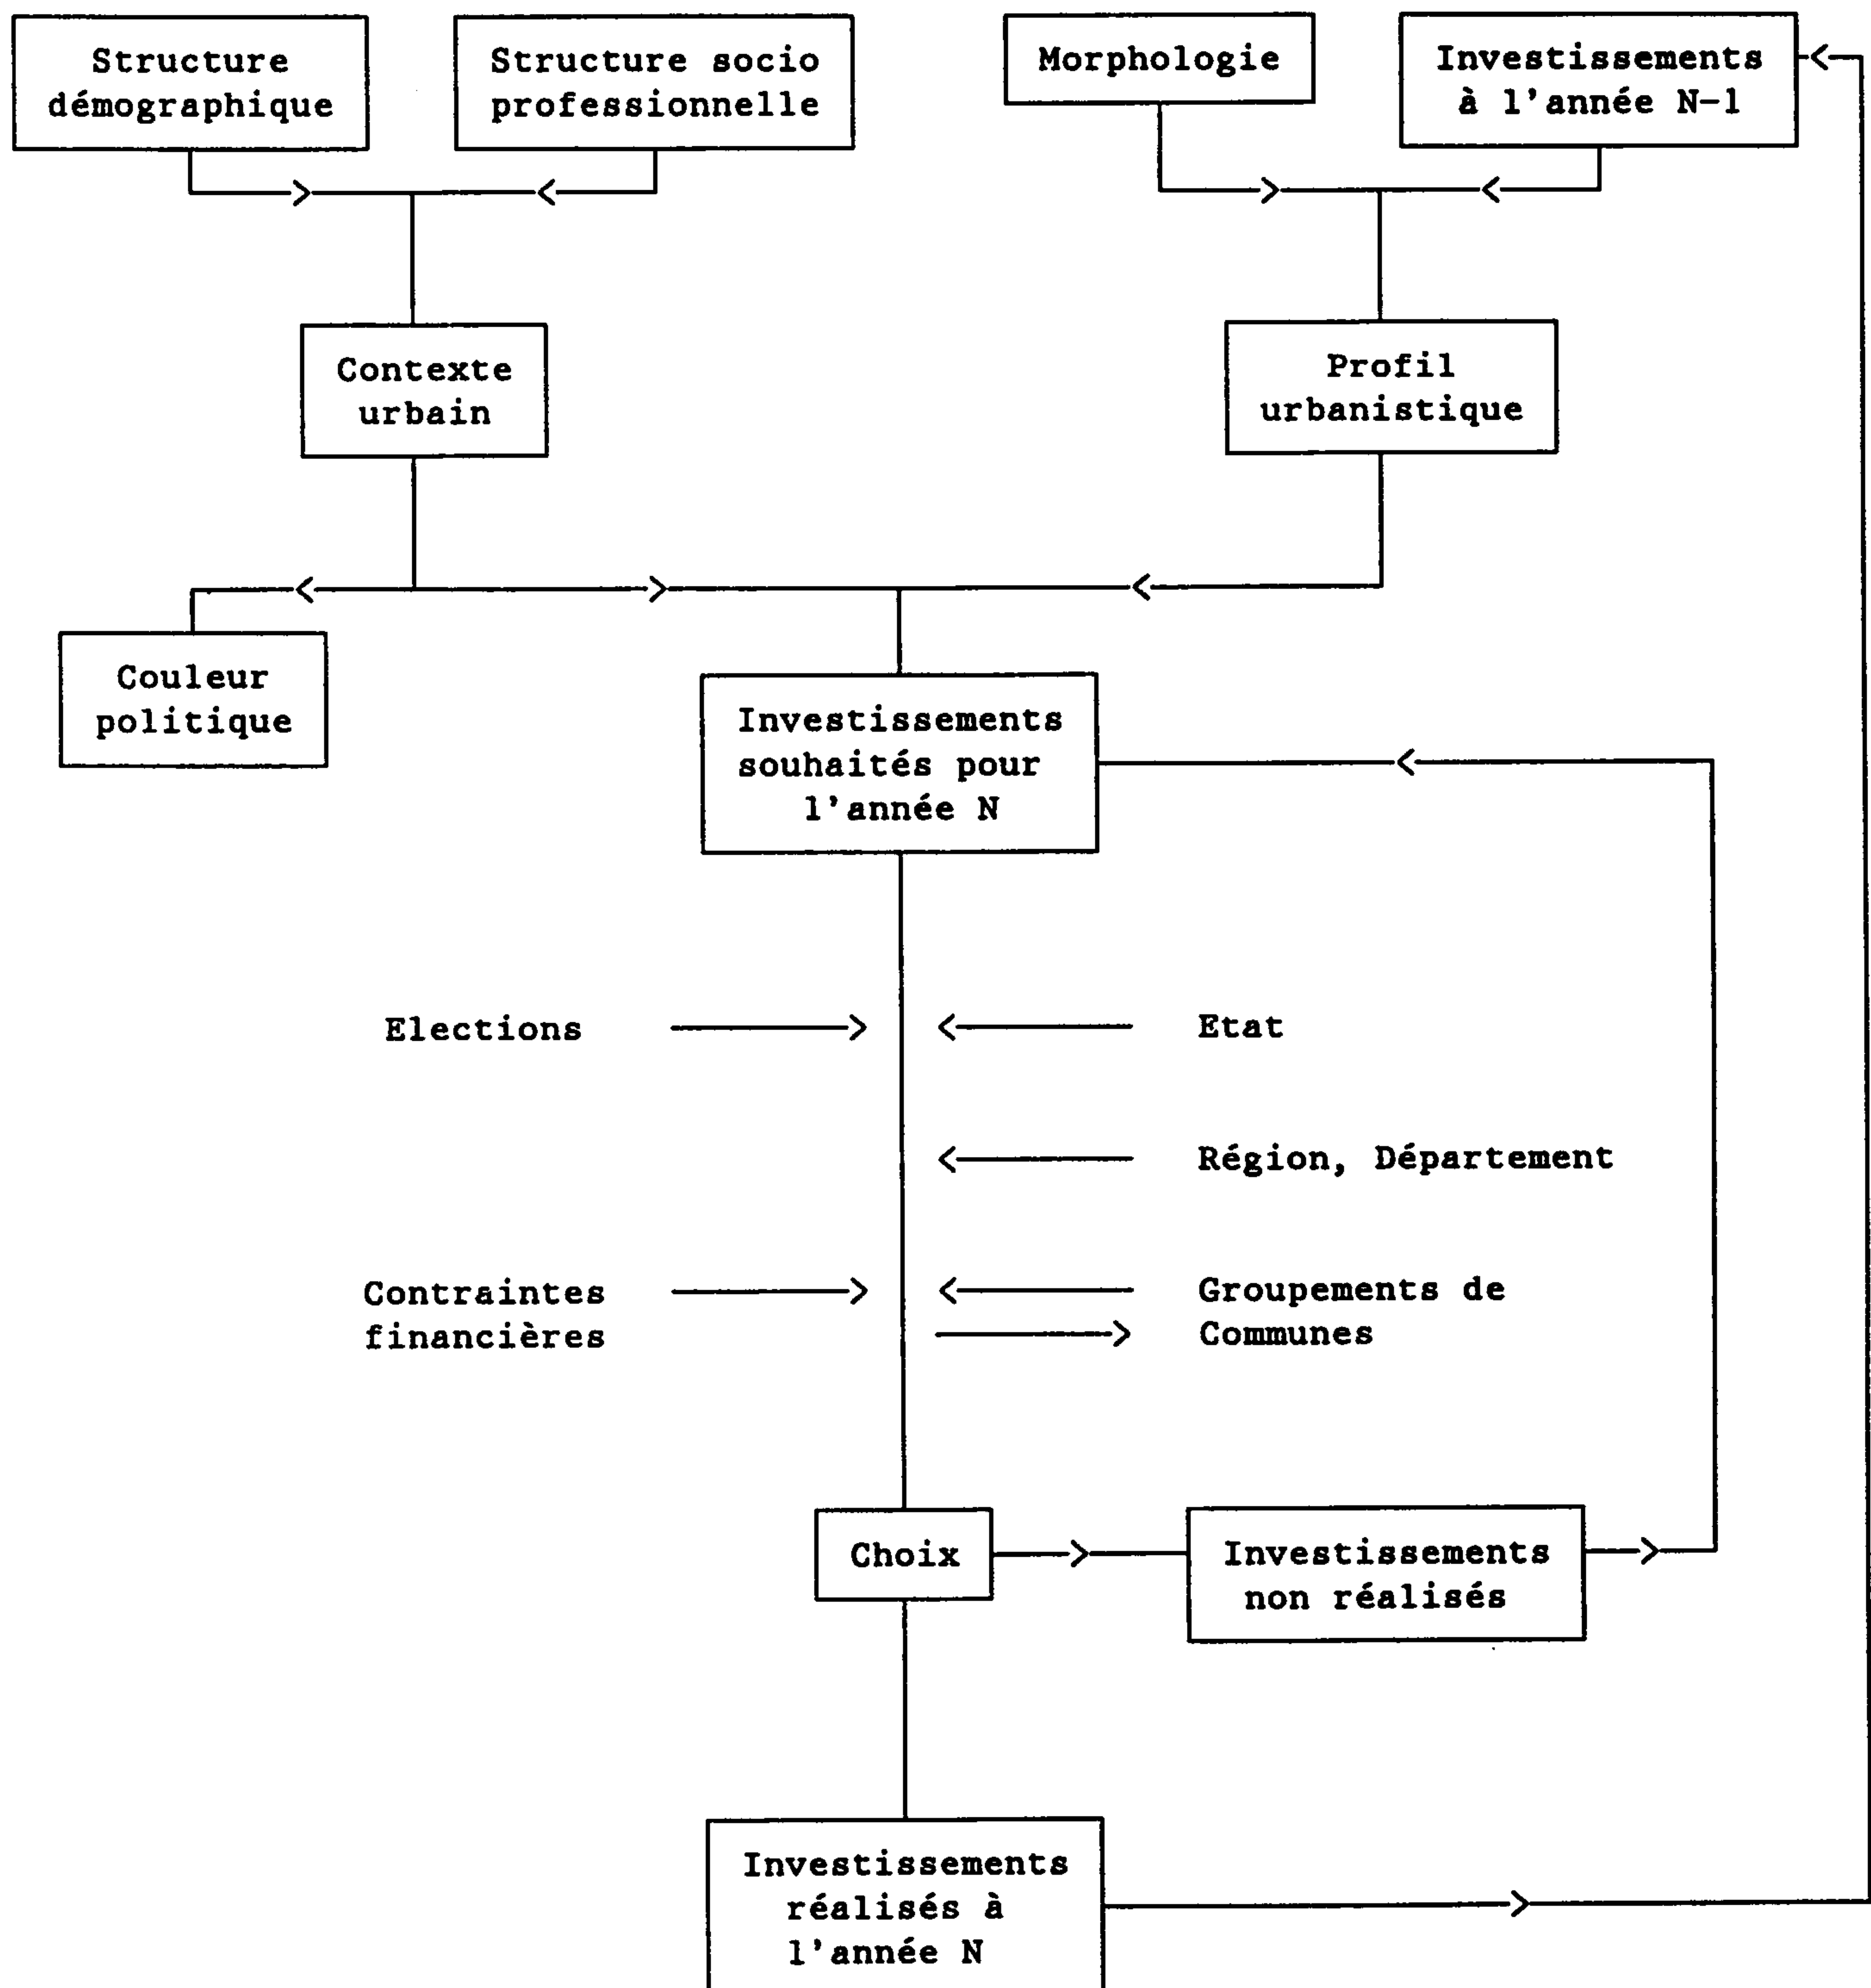 Structure
démographique
Structure socio
professionnelle
Morphologie
Investissements
à l'année N-1
Contexte
urbain
Profil
urbanistique
Couleur
politique
Investissements
souhaités pour
l'année N
Elections
Etat
Région, Département
Contraintes
financières
Groupements de
Communes
Choix
Investissements
non réalisés
Investissements
réalisés à
l'année N